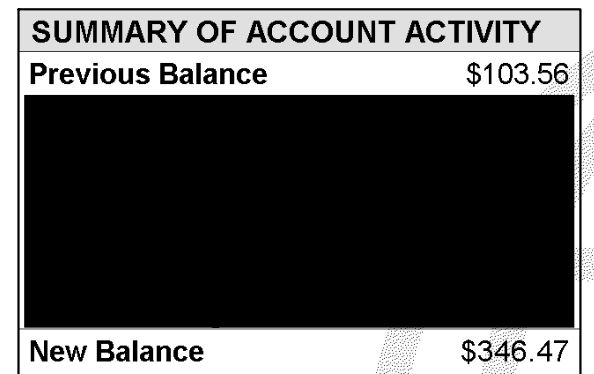 SUMMARY OF ACCOUNT ACTIVITY
Previous Balance $103.56
New Balance $346.47